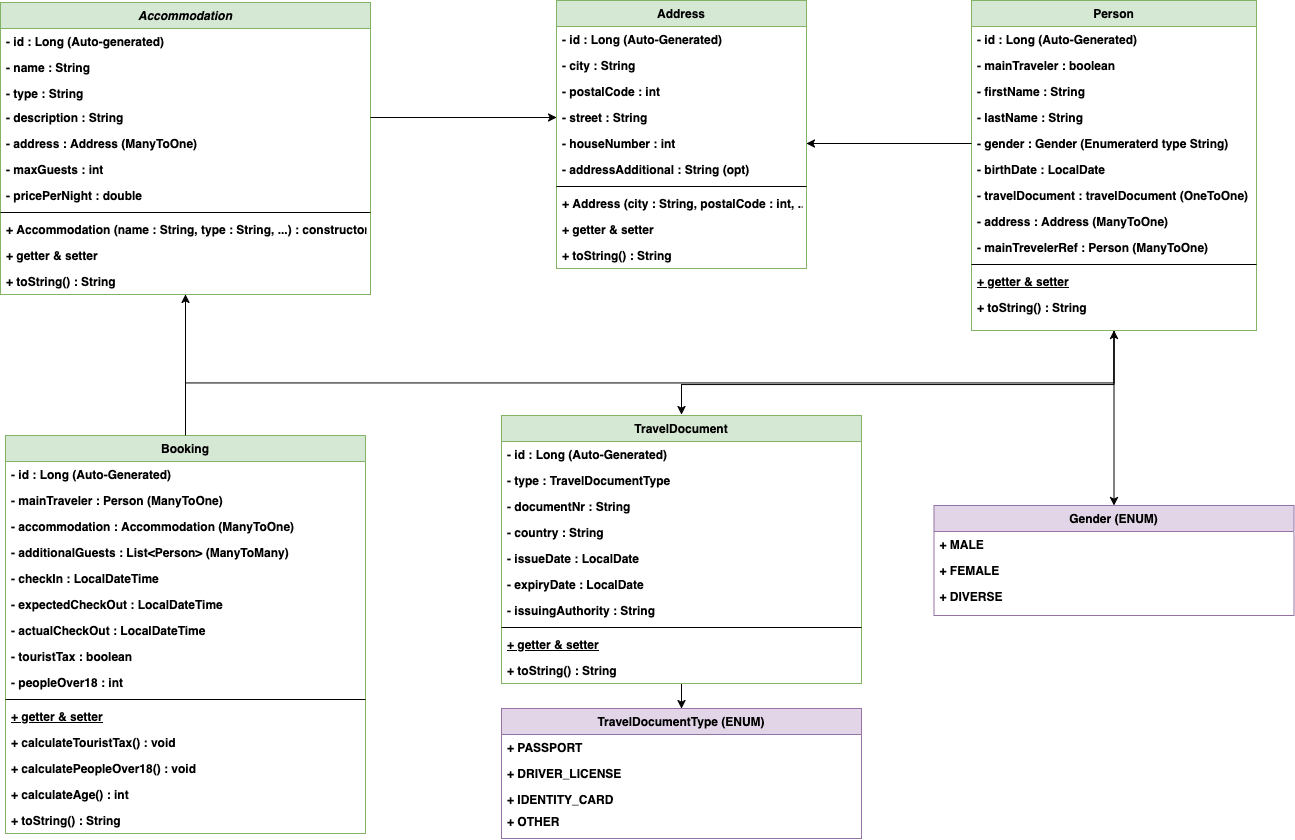 Accommodation
- id : Long (Auto-generated)
- name : String
- type : String
- description : String
- address : Address (ManyToOne)
- maxGuests : int
- pricePerNight : double
+ Accommodation (name : String, type : String, ...) : constructor
+ getter & setter
+ toString() : String
Address
- id : Long (Auto-Generated)
- city : String
- postalCode : int
- street : String
- houseNumber : int
- addressAdditional : String (opt)
+ Address (city : String, postalCode : int, ..
+ getter & setter
+ toString() : String
Person
- id : Long (Auto-Generated)
- mainTraveler : boolean
- firstName : String
- lastName : String
- gender : Gender (Enumeraterd type String)
- birthDate : LocalDate
- travelDocument : travelDocument (OneToOne)
- address : Address (ManyToOne)
- mainTrevelerRef : Person (ManyToOne)
+ getter & setter
+ toString() : String
Booking
- id : Long (Auto-Generated)
- mainTraveler : Person (ManyToOne)
- accommodation : Accommodation (ManyToOne)
- additionalGuests : List<Person> (ManyToMany)
- checkIn : LocalDateTime
- expectedCheckOut : LocalDateTime
- actualCheckOut : LocalDateTime
- touristTax : boolean
- peopleOver18 : int
+ getter & setter
+ calculateTouristTax() : void
+ calculatePeopleOver18() : void
+ calculateAge() : int
+ toString() : String
TravelDocument
- id : Long (Auto-Generated)
- type : TravelDocumentType
- documentNr : String
- country : String
- issueDate : LocalDate
- expiryDate : LocalDate
- issuingAuthority : String
+ getter & setter
+ toString() : String
TravelDocumentType (ENUM)
+ PASSPORT
+ DRIVER_LICENSE
+ IDENTITY_CARD
+ OTHER
Gender (ENUM)
+ MALE
+ FEMALE
+ DIVERSE